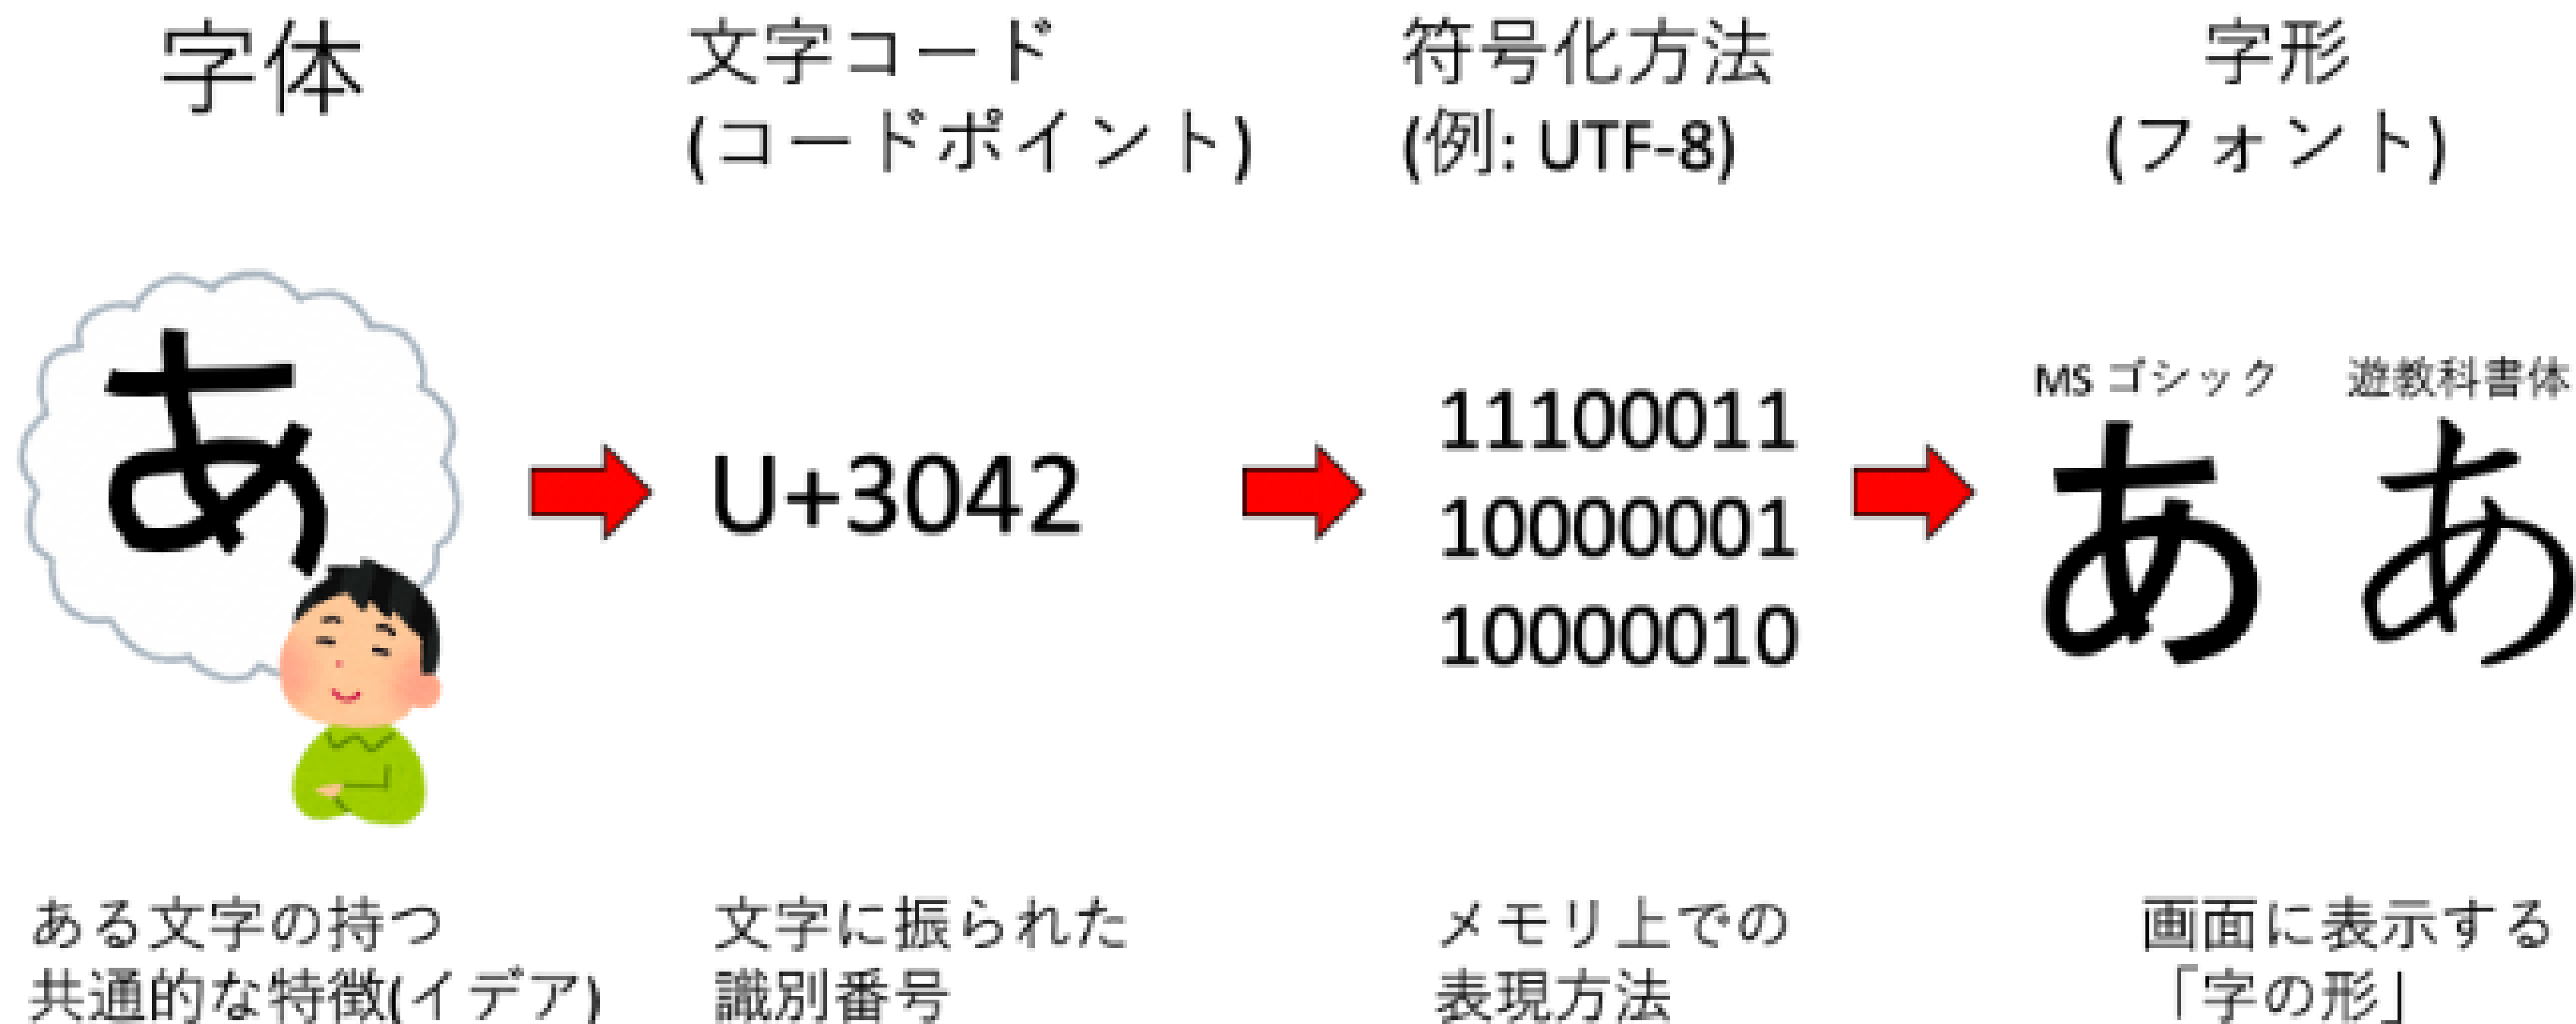 字体
文字コード
(コードポイント)
符号化方法
(例: UTF-8)
字形
(フォント)
あ
U+3042
11100011
10000001
10000010
MS ゴシック
遊教科書体
あ
あ
ある文字の持つ
共通的な特徴(イデア)
文字に振られた
識別番号
メモリ上での
表現方法
画面に表示する
「字の形」